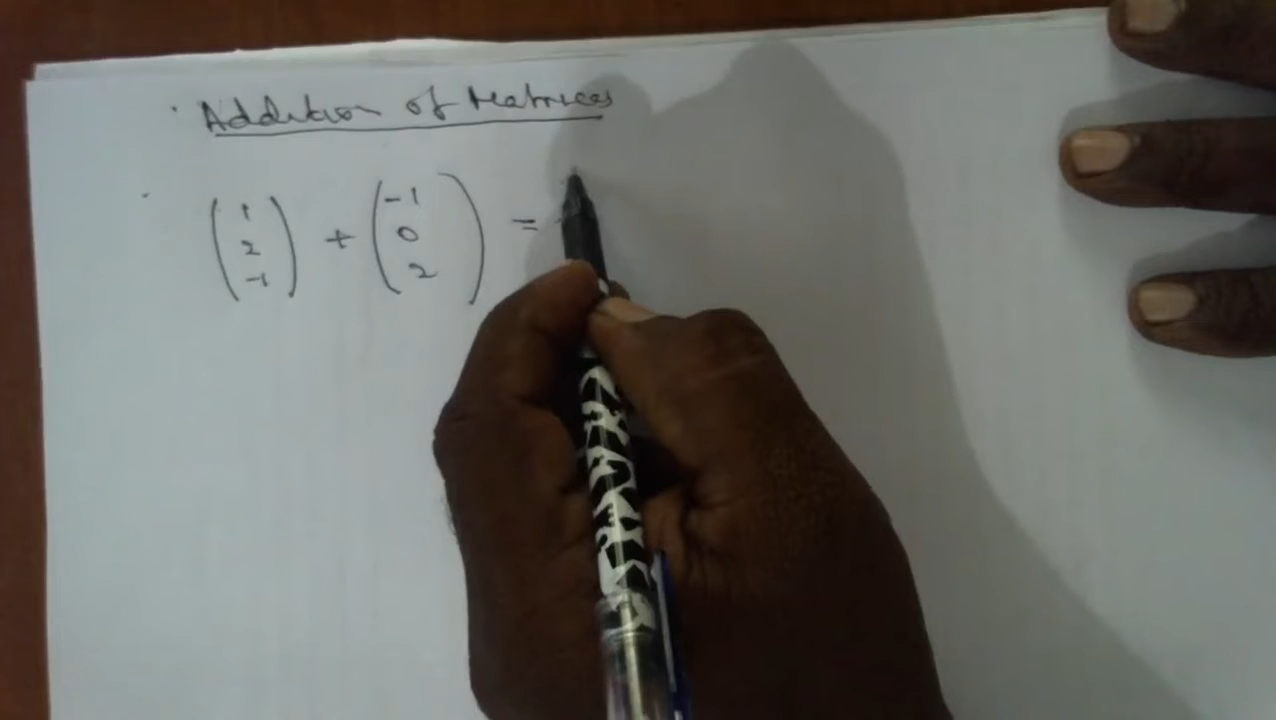 Addition of Matrices
( 1 ) + ( -1 ) =
( 2 ) ( 0 )
( -1 ) ( 2 )